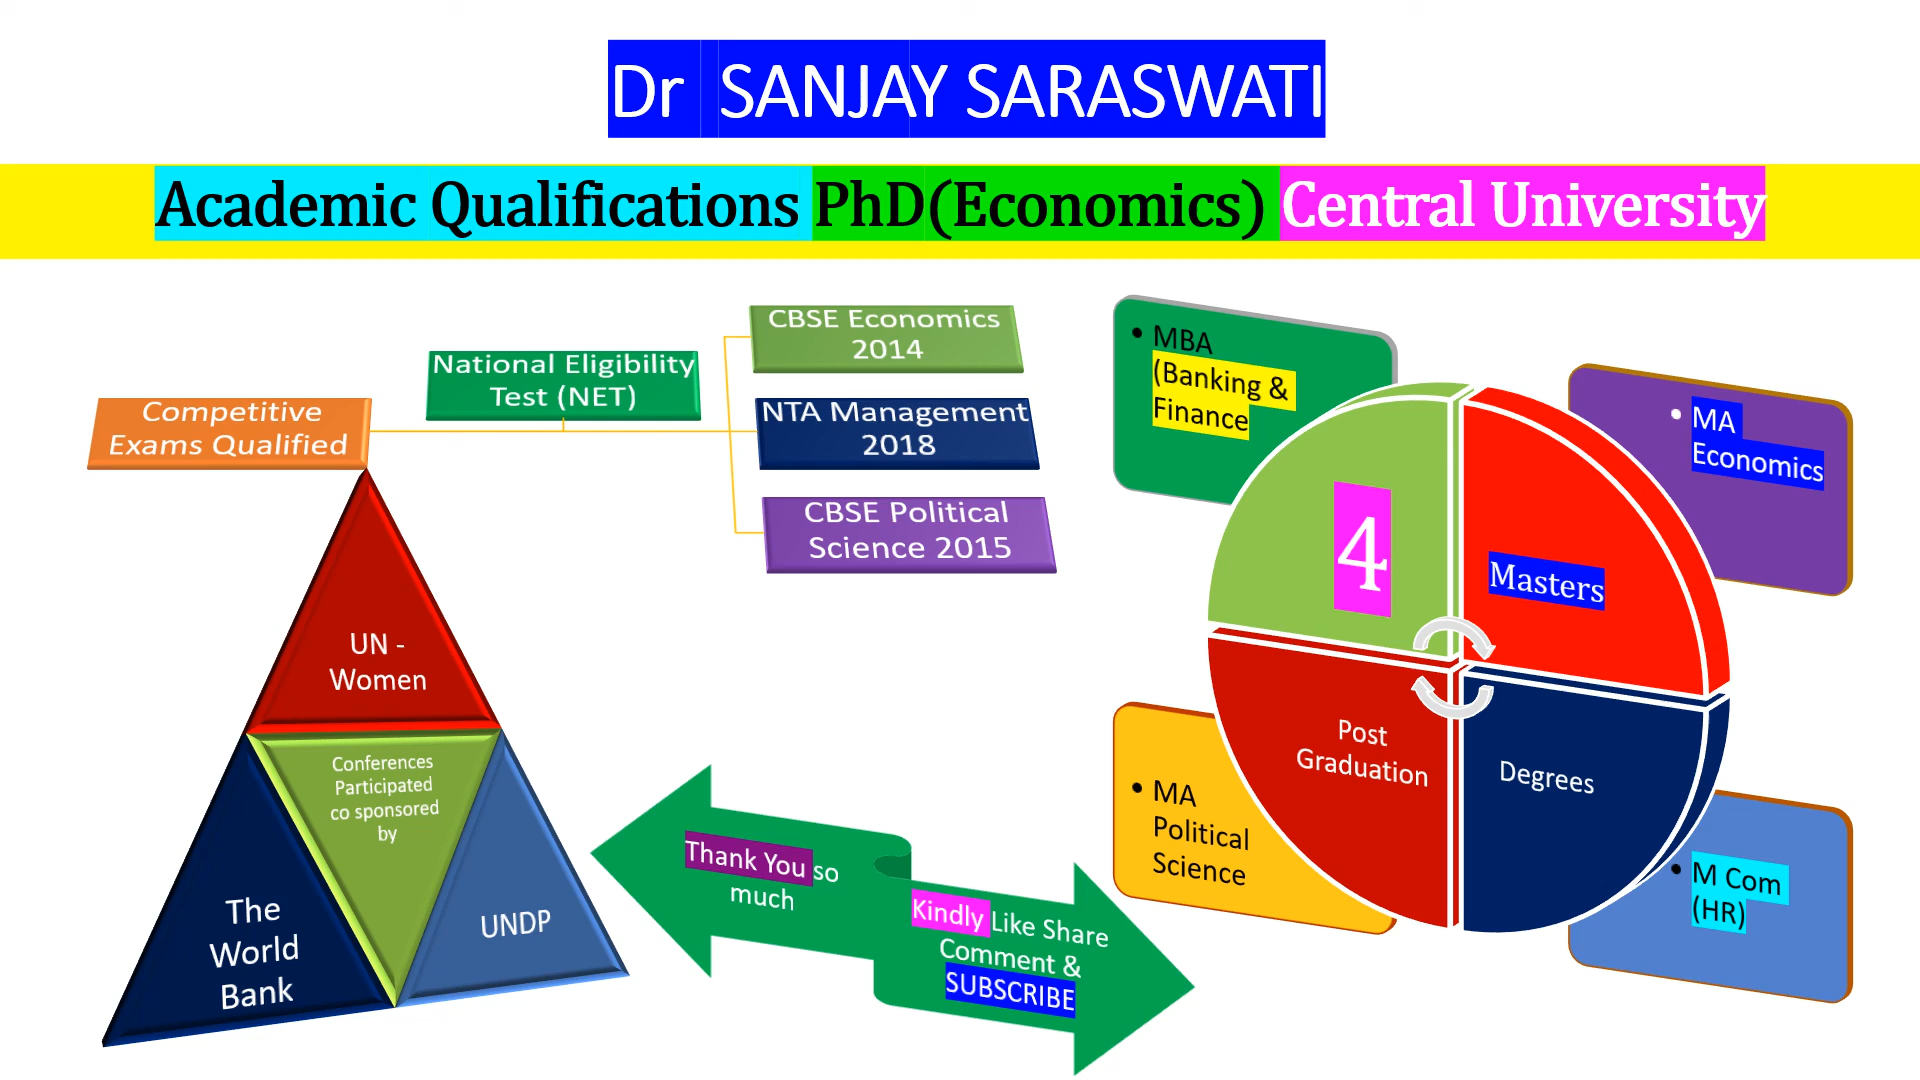 Dr SANJAY SARASWATI
Academic Qualifications PhD(Economics) Central University
Competitive
Exams Qualified
National Eligibility
Test (NET)
CBSE Economics
2014
NTA Management
2018
CBSE Political
Science 2015
UN -
Women
Conferences
Participated
co sponsored
by
The
World
Bank
UNDP
Thank You so
much
Kindly Like Share
Comment &
SUBSCRIBE
• MBA
(Banking &
Finance
• MA
Economics
4
Masters
Post
Graduation
Degrees
• MA
Political
Science
• M Com
(HR)